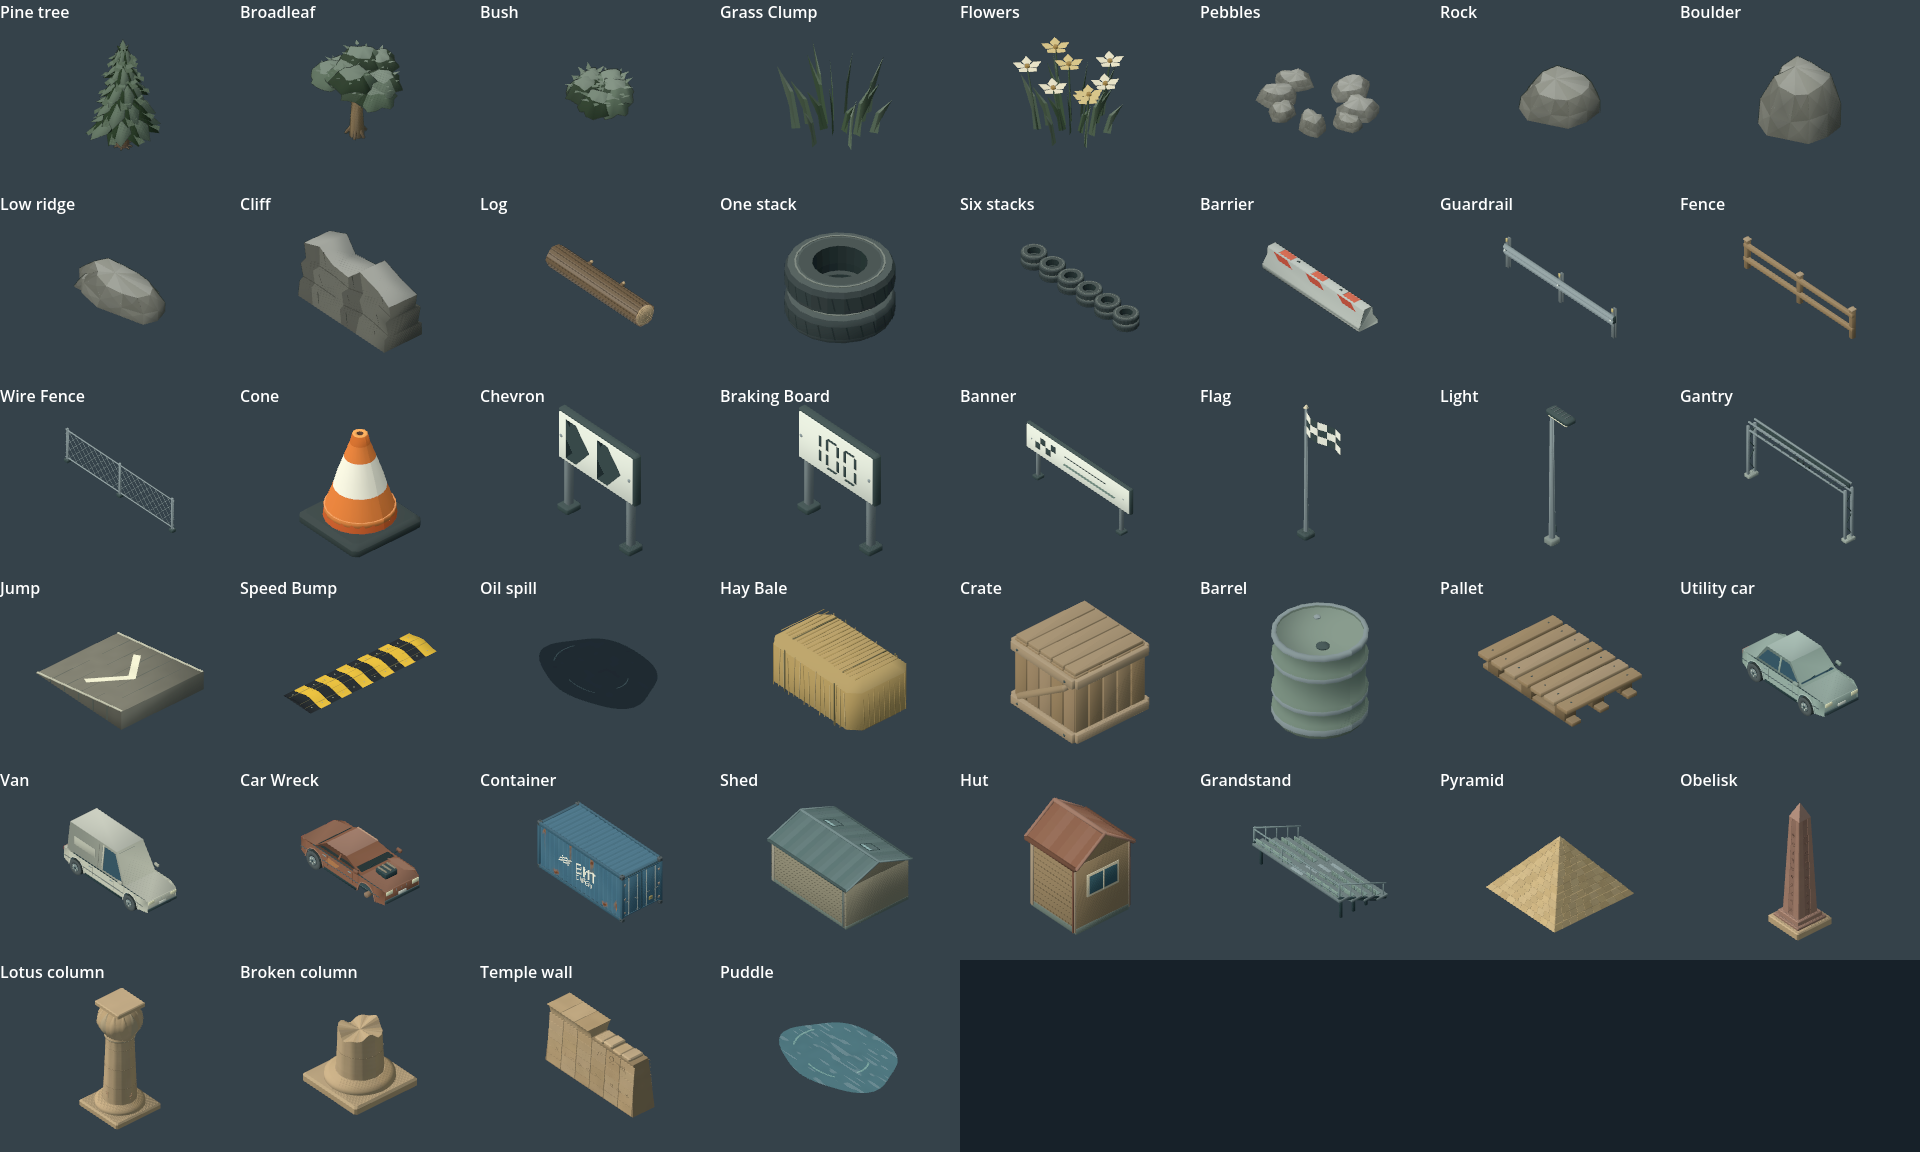 Pine tree
Broadleaf
Bush
Grass Clump
Flowers
Pebbles
Rock
Boulder
Low ridge
Cliff
Log
One stack
Six stacks
Barrier
Guardrail
Fence
Wire Fence
Cone
Chevron
Braking Board
100
Banner
Flag
Light
Gantry
Jump
Speed Bump
Oil spill
Hay Bale
Crate
Barrel
Pallet
Utility car
Van
Car Wreck
Container
Shed
Hut
Grandstand
Pyramid
Obelisk
Lotus column
Broken column
Temple wall
Puddle